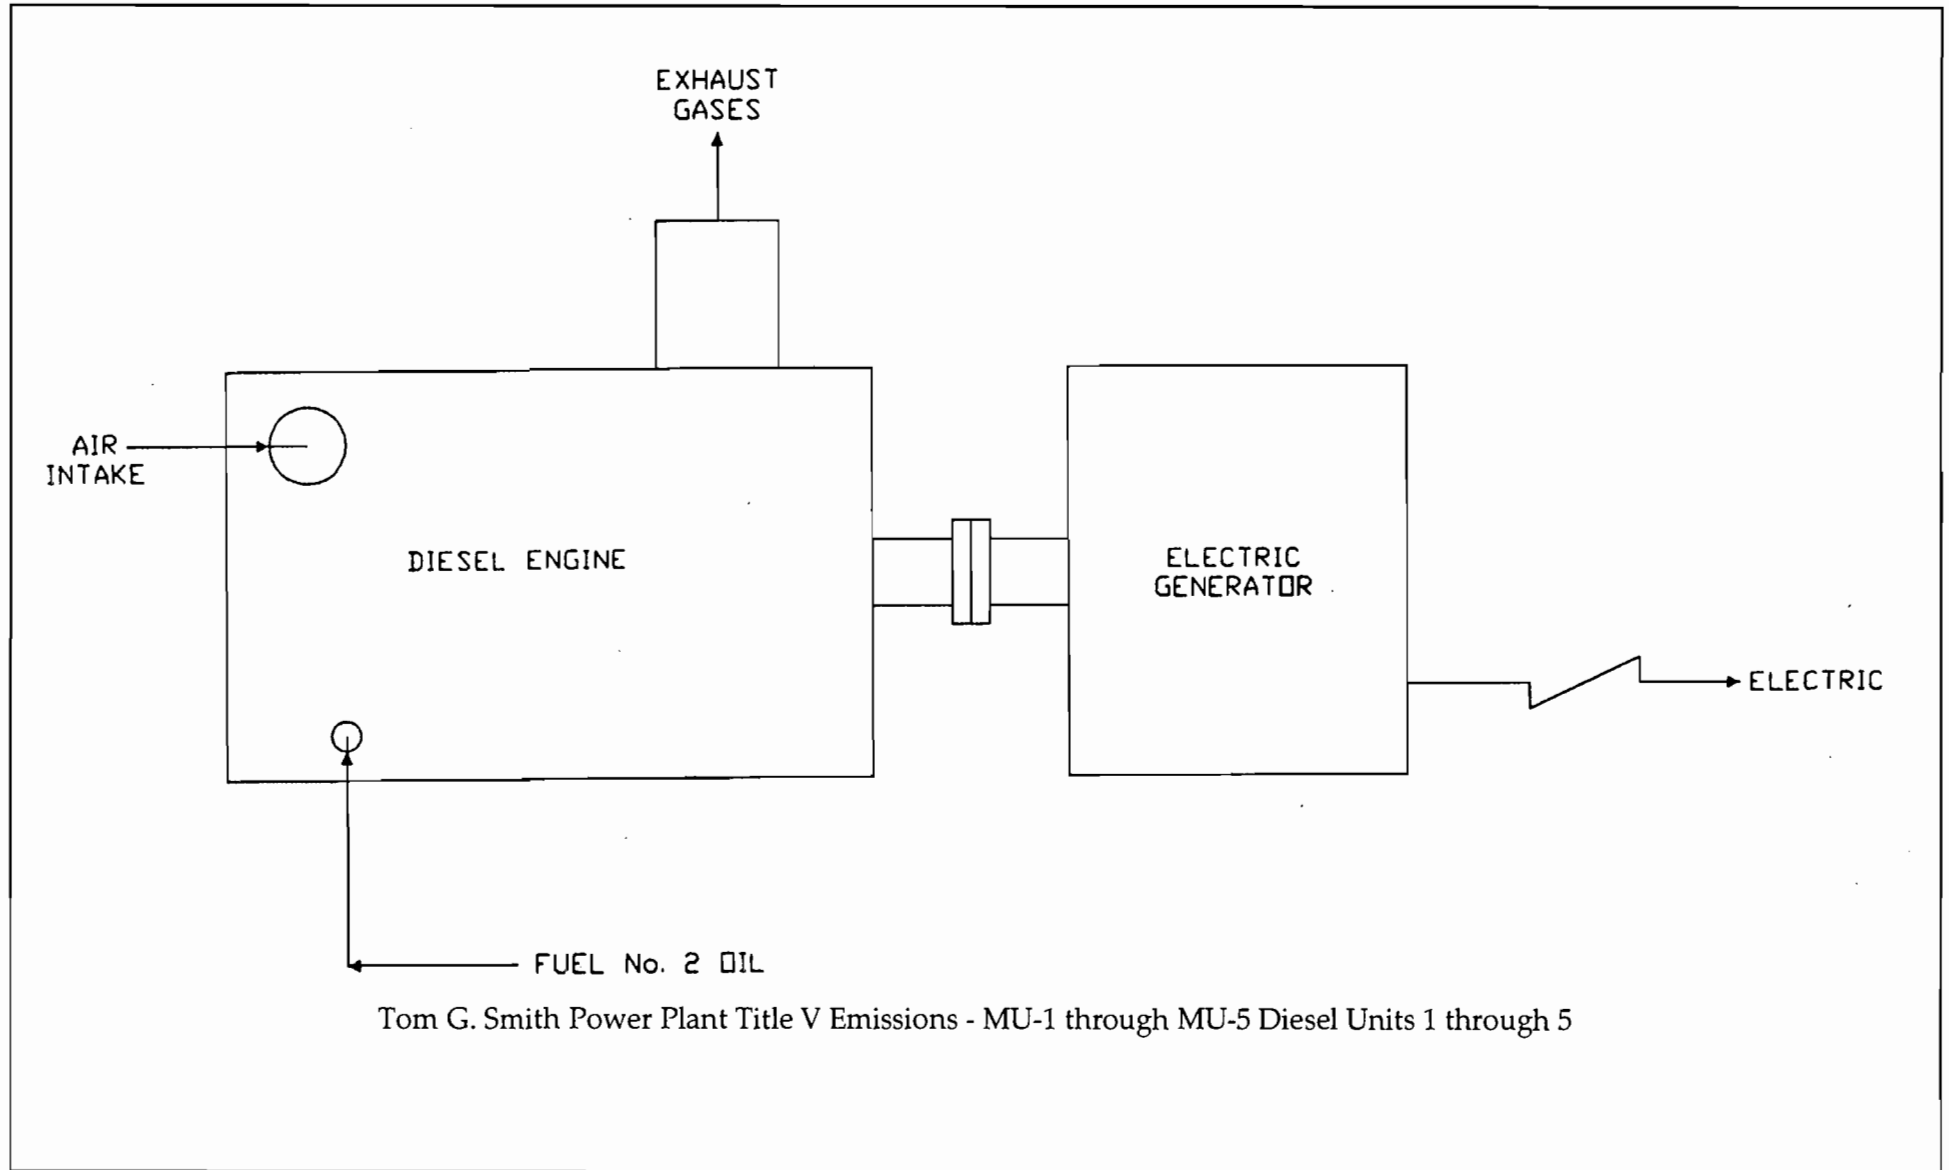 EXHAUST
GASES
AIR
INTAKE
DIESEL ENGINE
ELECTRIC
GENERATOR
ELECTRIC
FUEL No. 2 OIL
Tom G. Smith Power Plant Title V Emissions - MU-1 through MU-5 Diesel Units 1 through 5